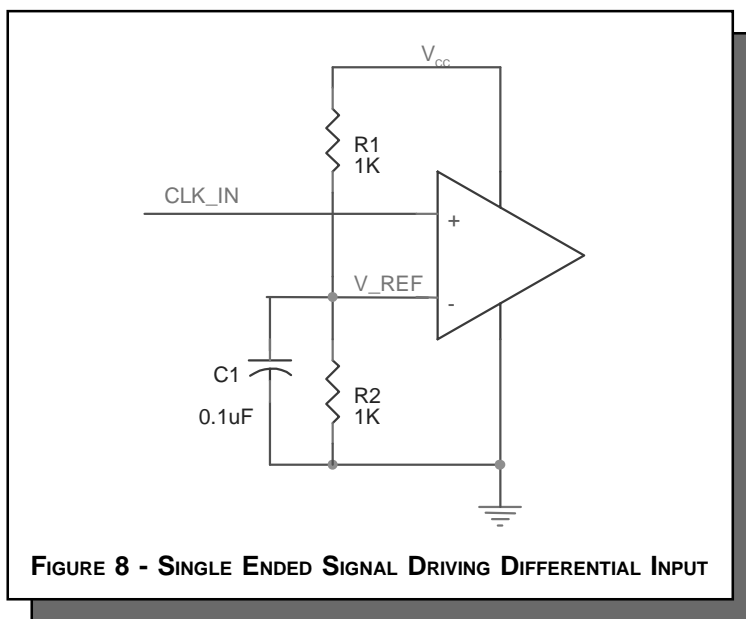 Vcc
R1
1K
CLK_IN
+
V_REF
-
C1
0.1uF
R2
1K
FIGURE 8 - SINGLE ENDED SIGNAL DRIVING DIFFERENTIAL INPUT